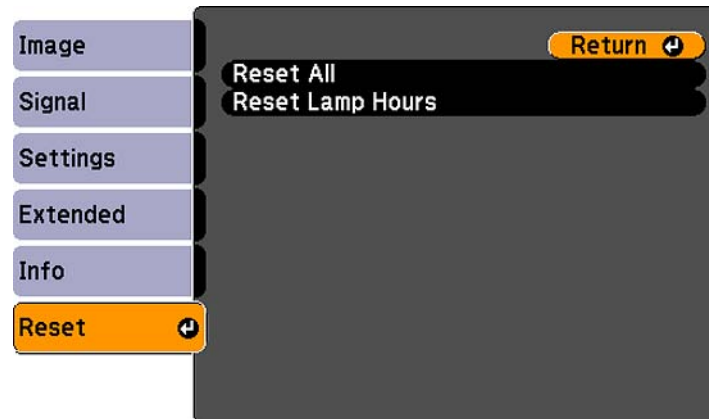 Image
Signal
Settings
Extended
Info
Reset
Return
Reset All
Reset Lamp Hours